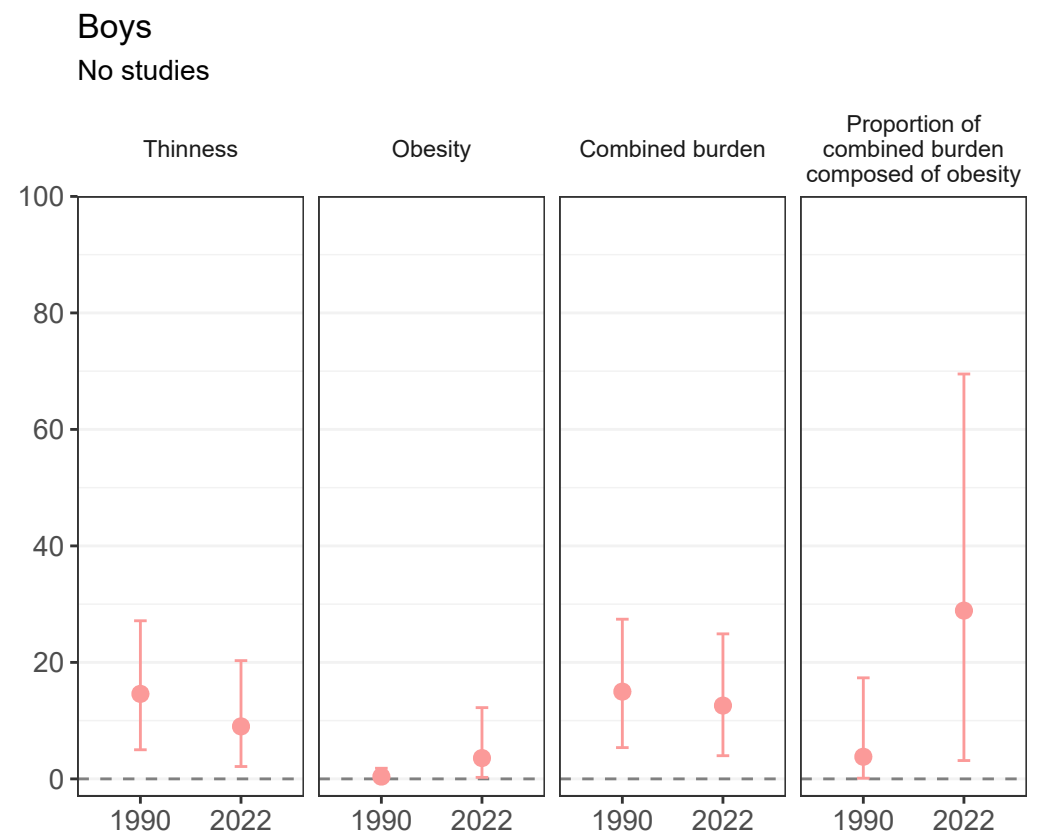 Boys
No studies
Thinness
Obesity
Combined burden
Proportion of
combined burden
composed of obesity
100
80
60
40
20
0
1990 2022 1990 2022 1990 2022 1990 2022